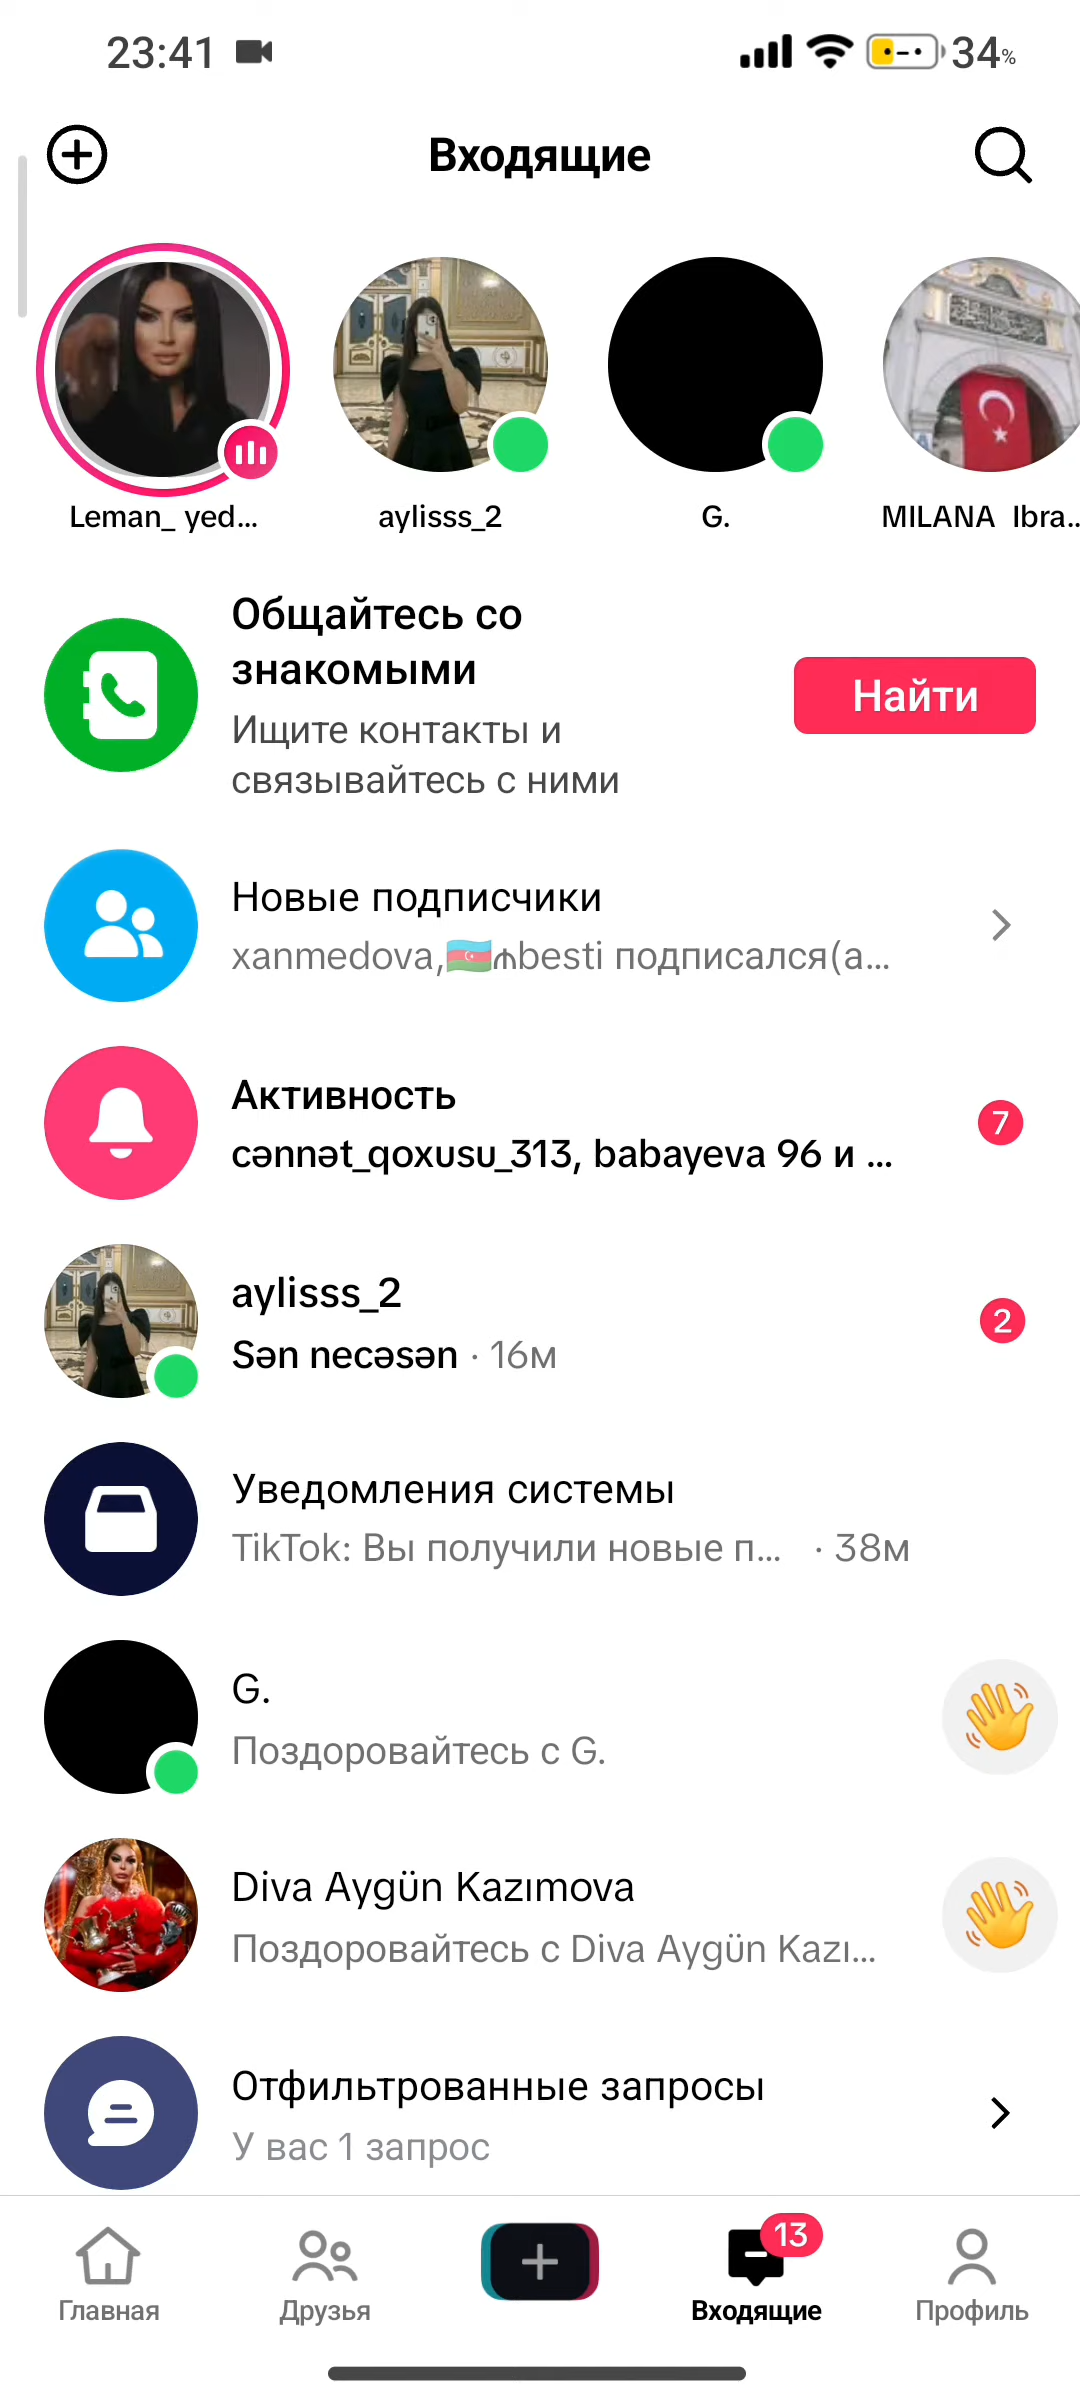 23:41
34%
Входящие
Leman_ yed...
aylisss_2
G.
MILANA Ibra..
Общайтесь со
знакомыми
Ищите контакты и
связывайтесь с ними
Найти
Новые подписчики
xanmedova,🇦🇿ሐbesti подписался(а...
Активность
cənnət_qoxusu_313, babayeva 96 и ...
7
aylisss_2
Sən necəsən · 16м
2
Уведомления системы
TikTok: Вы получили новые п... · 38м
G.
Поздоровайтесь с G.
Diva Aygün Kazımova
Поздоровайтесь с Diva Aygün Kazı...
Отфильтрованные запросы
У вас 1 запрос
13
Главная
Друзья
Входящие
Профиль